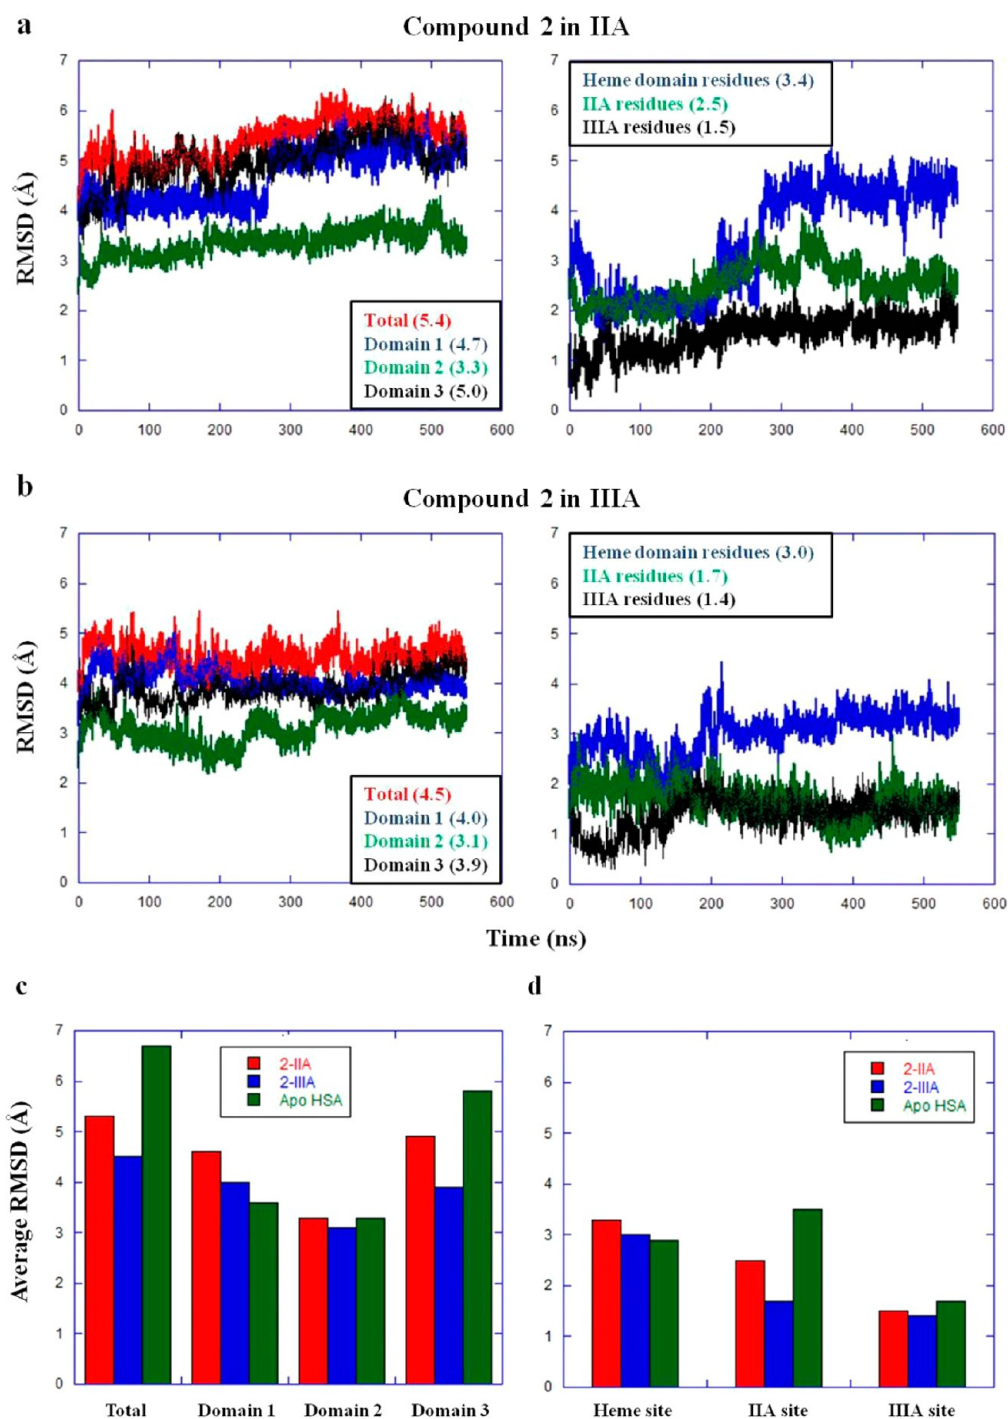 a
Compound 2 in IIA
7
6
5
4
3
2
1
0
RMSD (Å)
Total (5.4)
Domain 1 (4.7)
Domain 2 (3.3)
Domain 3 (5.0)
0 100 200 300 400 500 600
7
6
5
4
3
2
1
0
Heme domain residues (3.4)
IIA residues (2.5)
IIIA residues (1.5)
0 100 200 300 400 500 600
b
Compound 2 in IIIA
7
6
5
4
3
2
1
0
RMSD (Å)
Total (4.5)
Domain 1 (4.0)
Domain 2 (3.1)
Domain 3 (3.9)
0 100 200 300 400 500 600
7
6
5
4
3
2
1
0
Heme domain residues (3.0)
IIA residues (1.7)
IIIA residues (1.4)
0 100 200 300 400 500 600
Time (ns)
c
7
6
5
4
3
2
1
0
Average RMSD (Å)
2-IIA
2-IIIA
Apo HSA
Total Domain 1 Domain 2 Domain 3
d
7
6
5
4
3
2
1
0
2-IIA
2-IIIA
Apo HSA
Heme site IIA site IIIA site